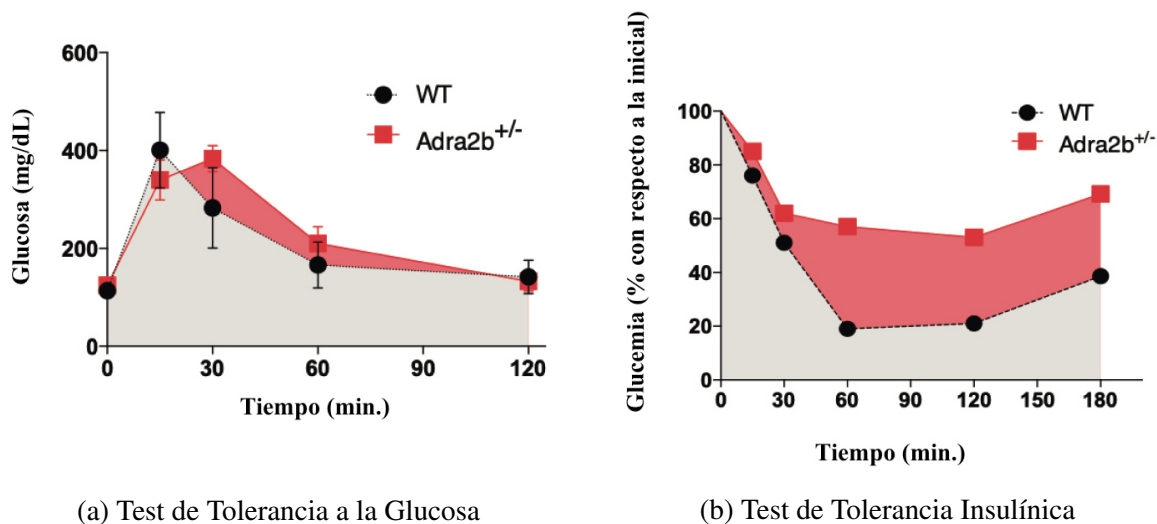 600
400
200
0
0
30
60
90
120
Glucosa (mg/dL)
Tiempo (min.)
WT
Adra2b+/-
(a) Test de Tolerancia a la Glucosa
100
80
60
40
20
0
0
30
60
90
120
150
180
Glucemia (% con respecto a la inicial)
Tiempo (min.)
WT
Adra2b+/-
(b) Test de Tolerancia Insulínica